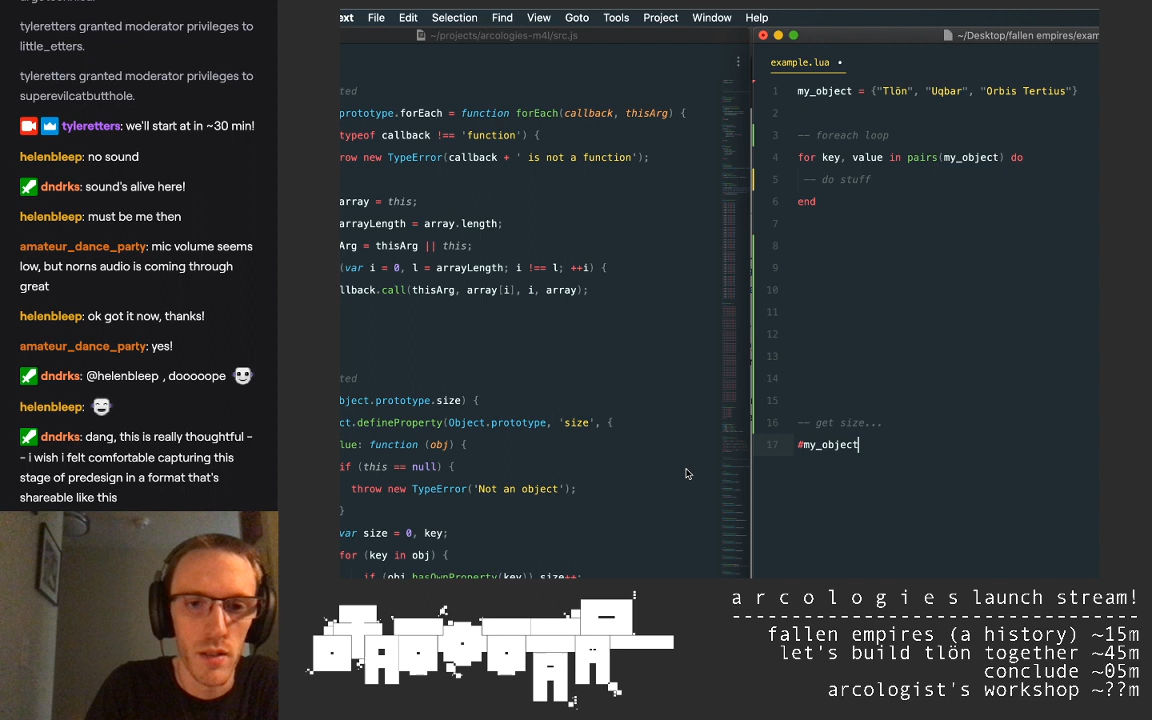 tyleretters granted moderator privileges to
little_etters.
tyleretters granted moderator privileges to
superevilcatbutthole.
tyleretters: we'll start at in ~30 min!
helenbleep: no sound
dndrks: sound's alive here!
helenbleep: must be me then
amateur_dance_party: mic volume seems
low, but norns audio is coming through
great
helenbleep: ok got it now, thanks!
amateur_dance_party: yes!
dndrks: @helenbleep , dooooope
helenbleep:
dndrks: dang, this is really thoughtful -
- i wish i felt comfortable capturing this
stage of predesign in a format that's
shareable like this
ext File Edit Selection Find View Goto Tools Project Window Help
~/projects/arcologies-m4l/src.js
ted
prototype.forEach = function forEach(callback, thisArg) {
typeof callback !== 'function') {
row new TypeError(callback + ' is not a function');
array = this;
arrayLength = array.length;
Arg = thisArg || this;
(var i = 0, l = arrayLength; i !== l; ++i) {
llback.call(thisArg, array[i], i, array);
ted
bject.prototype.size) {
ct.defineProperty(Object.prototype, 'size', {
lue: function (obj) {
if (this == null) {
throw new TypeError('Not an object');
}
var size = 0, key;
for (key in obj) {
if (obj.hasOwnProperty(key)) size++;
~/Desktop/fallen empires/exam
example.lua •
1 my_object = {"Tlön", "Uqbar", "Orbis Tertius"}
2
3 -- foreach loop
4 for key, value in pairs(my_object) do
5 -- do stuff
6 end
7
8
9
10
11
12
13
14
15
16 -- get size...
17 #my_object
a r c o l o g i e s launch stream!
fallen empires (a history) ~15m
let's build tlön together ~45m
conclude ~05m
arcologist's workshop ~??m